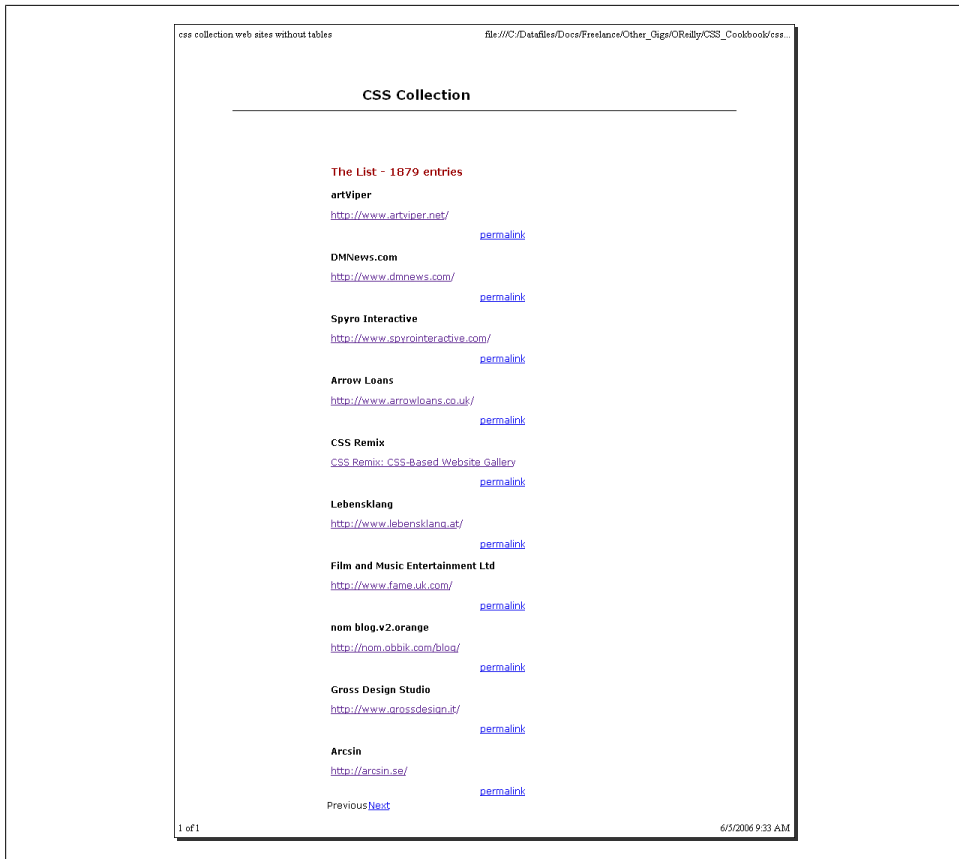 css collection web sites without tables file:///C:/Datafiles/Docs/Freelance/Other_Gigs/OReilly/CSS_Cookbook/css...
CSS Collection
The List - 1879 entries
artViper
http://www.artviper.net/
permalink
DMNews.com
http://www.dmnews.com/
permalink
Spyro Interactive
http://www.spyrointeractive.com/
permalink
Arrow Loans
http://www.arrowloans.co.uk/
permalink
CSS Remix
CSS Remix: CSS-Based Website Gallery
permalink
Lebensklang
http://www.lebensklang.at/
permalink
Film and Music Entertainment Ltd
http://www.fame.uk.com/
permalink
nom blog.v2.orange
http://nom.obbik.com/blog/
permalink
Gross Design Studio
http://www.grossdesign.it/
permalink
Arcsin
http://arcsin.se/
permalink
PreviousNext
1 of 1 6/5/2006 9:33 AM